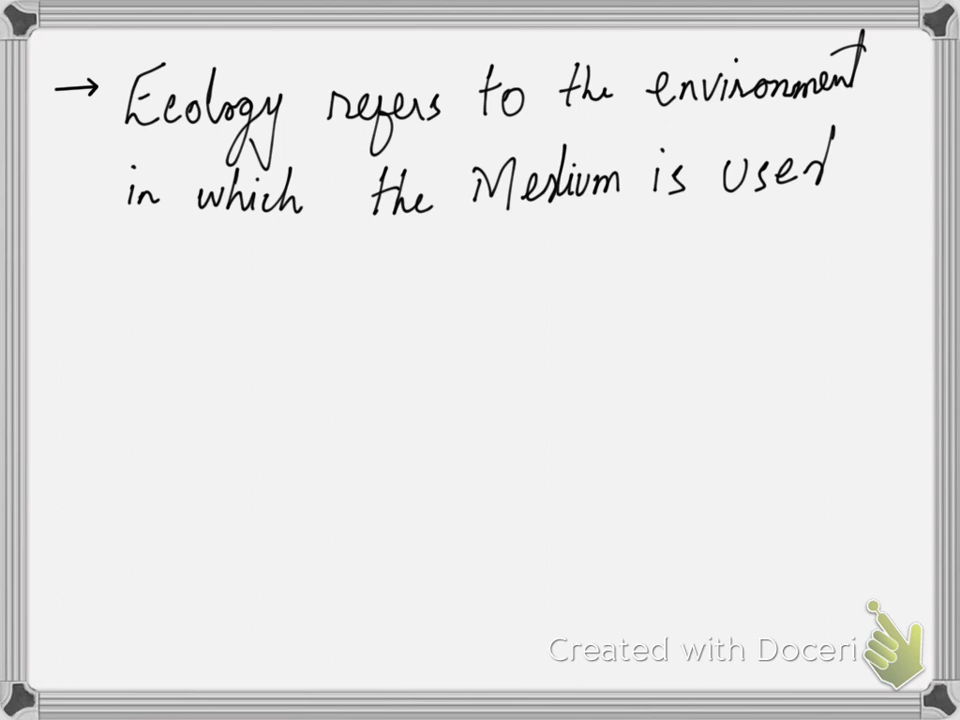 → Ecology refers to the environment
in which the Medium is used
Created with Doceri